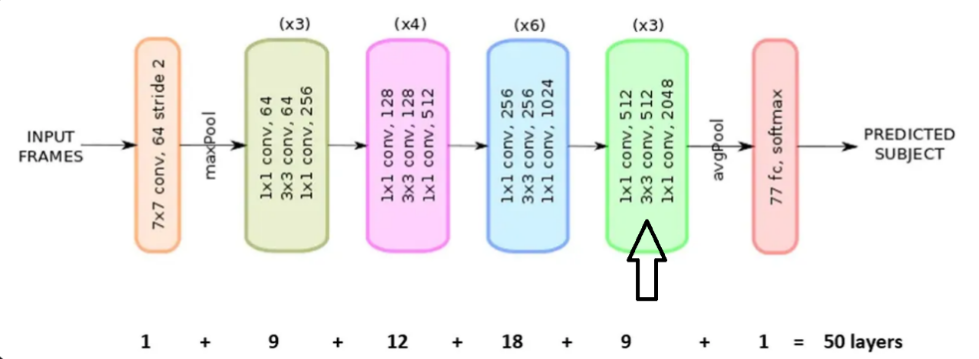 (x3)
(x4)
(x6)
(x3)
INPUT
FRAMES
7x7 conv, 64 stride 2
maxPool
1x1 conv, 64
3x3 conv, 64
1x1 conv, 256
1x1 conv, 128
3x3 conv, 128
1x1 conv, 512
1x1 conv, 256
3x3 conv, 256
1x1 conv, 1024
1x1 conv, 512
3x3 conv, 512
1x1 conv, 2048
avgPool
77 fc, softmax
PREDICTED
SUBJECT
1 + 9 + 12 + 18 + 9 + 1 = 50 layers